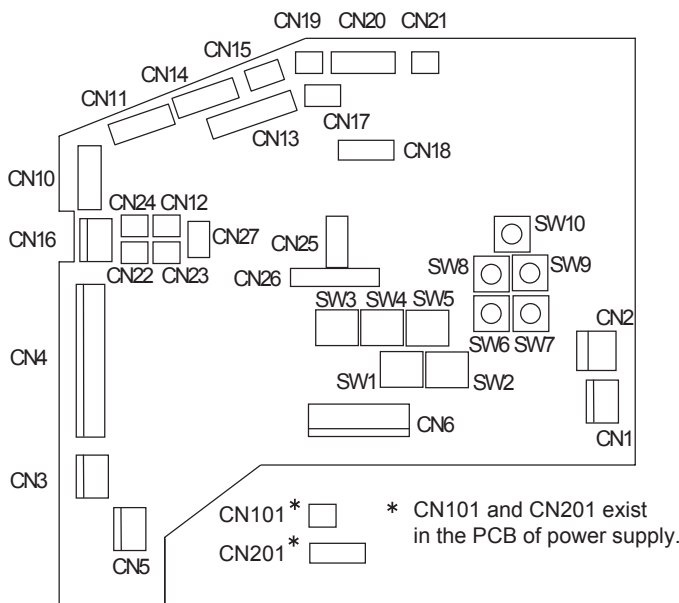 CN19 CN20 CN21
CN15
CN14
CN11
CN17
CN13
CN18
CN10
CN24 CN12
CN16
CN27
CN25
SW10
CN22 CN23
CN26
SW8 SW9
SW3 SW4 SW5
CN2
SW6 SW7
CN4
SW1 SW2
CN6
CN1
CN3
CN101*
* CN101 and CN201 exist
in the PCB of power supply.
CN201*
CN5